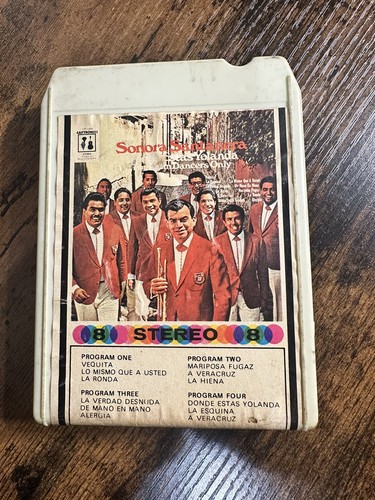 Sonora Santanera
Yolanda
Dancers Only
8 STEREO 8
PROGRAM ONE
VEQUITA
LO MISMO QUE A USTED
LA RONDA
PROGRAM TWO
MARIPOSA FUGAZ
A VERACRUZ
LA HIENA
PROGRAM THREE
LA VERDAD DESNUDA
DE MANO EN MANO
ALERGIA
PROGRAM FOUR
DONDE ESTAS YOLANDA
LA ESQUINA
A VERACRUZ